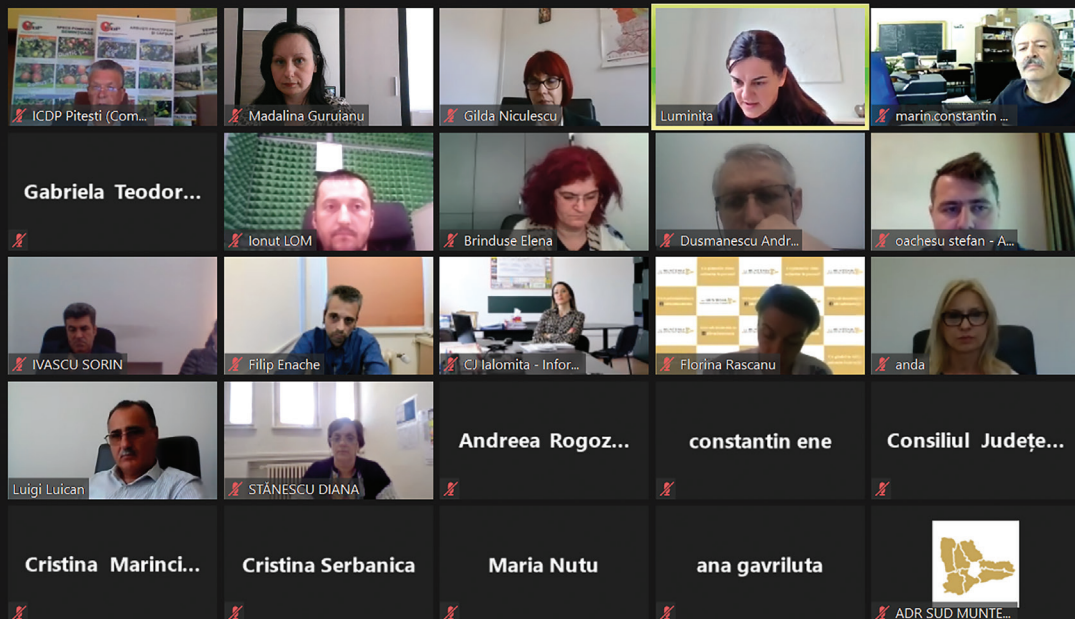 ICDP Pitești (Com...
Madalina Guruianu
Gilda Niculescu
Luminita
marin.constantin ...
Gabriela Teodor...
Ionut LOM
Brinduse Elena
Dusmanescu Andr...
oachesu stefan - A...
IVASCU SORIN
Filip Enache
CJ Ialomita - Infor...
Florina Rascanu
anda
Luigi Luican
STĂNESCU DIANA
Andreea Rogoz...
constantin ene
Consiliul Județe...
Cristina Marinci...
Cristina Serbanica
Maria Nutu
ana gavriluta
ADR SUD MUNTE...